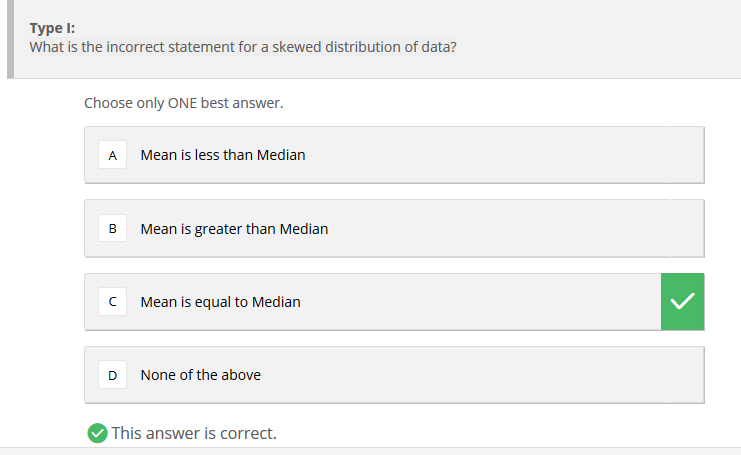 Type I:
What is the incorrect statement for a skewed distribution of data?
Choose only ONE best answer.
A Mean is less than Median
B Mean is greater than Median
C Mean is equal to Median
D None of the above
This answer is correct.